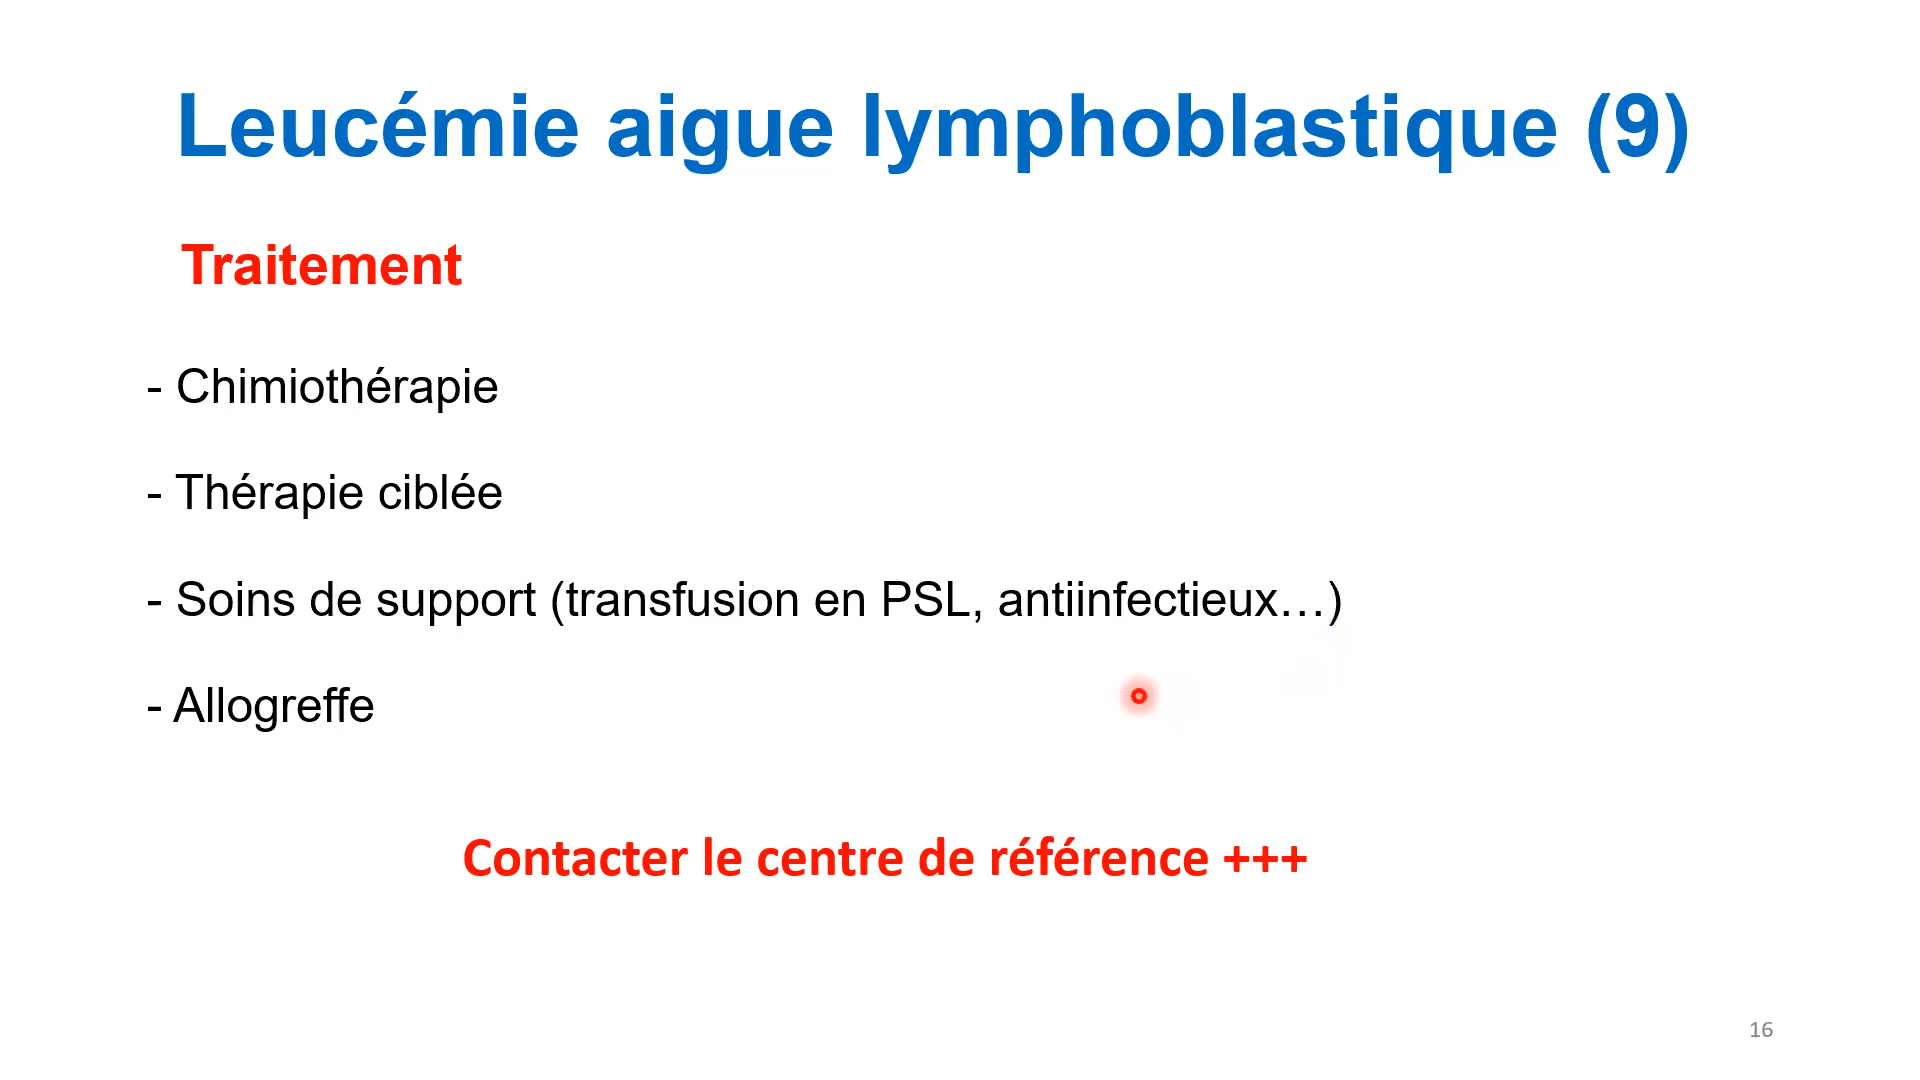 Leucémie aigue lymphoblastique (9)
Traitement
- Chimiothérapie
- Thérapie ciblée
- Soins de support (transfusion en PSL, antiinfectieux…)
- Allogreffe
Contacter le centre de référence +++
16